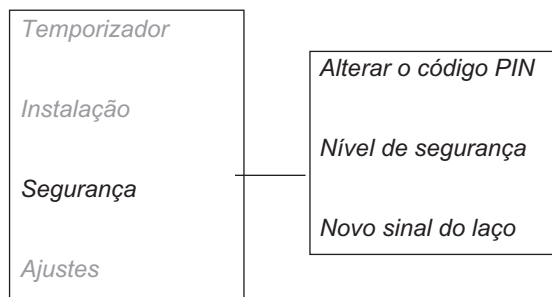 Temporizador
Instalação
Segurança
Ajustes
Alterar o código PIN
Nível de segurança
Novo sinal do laço